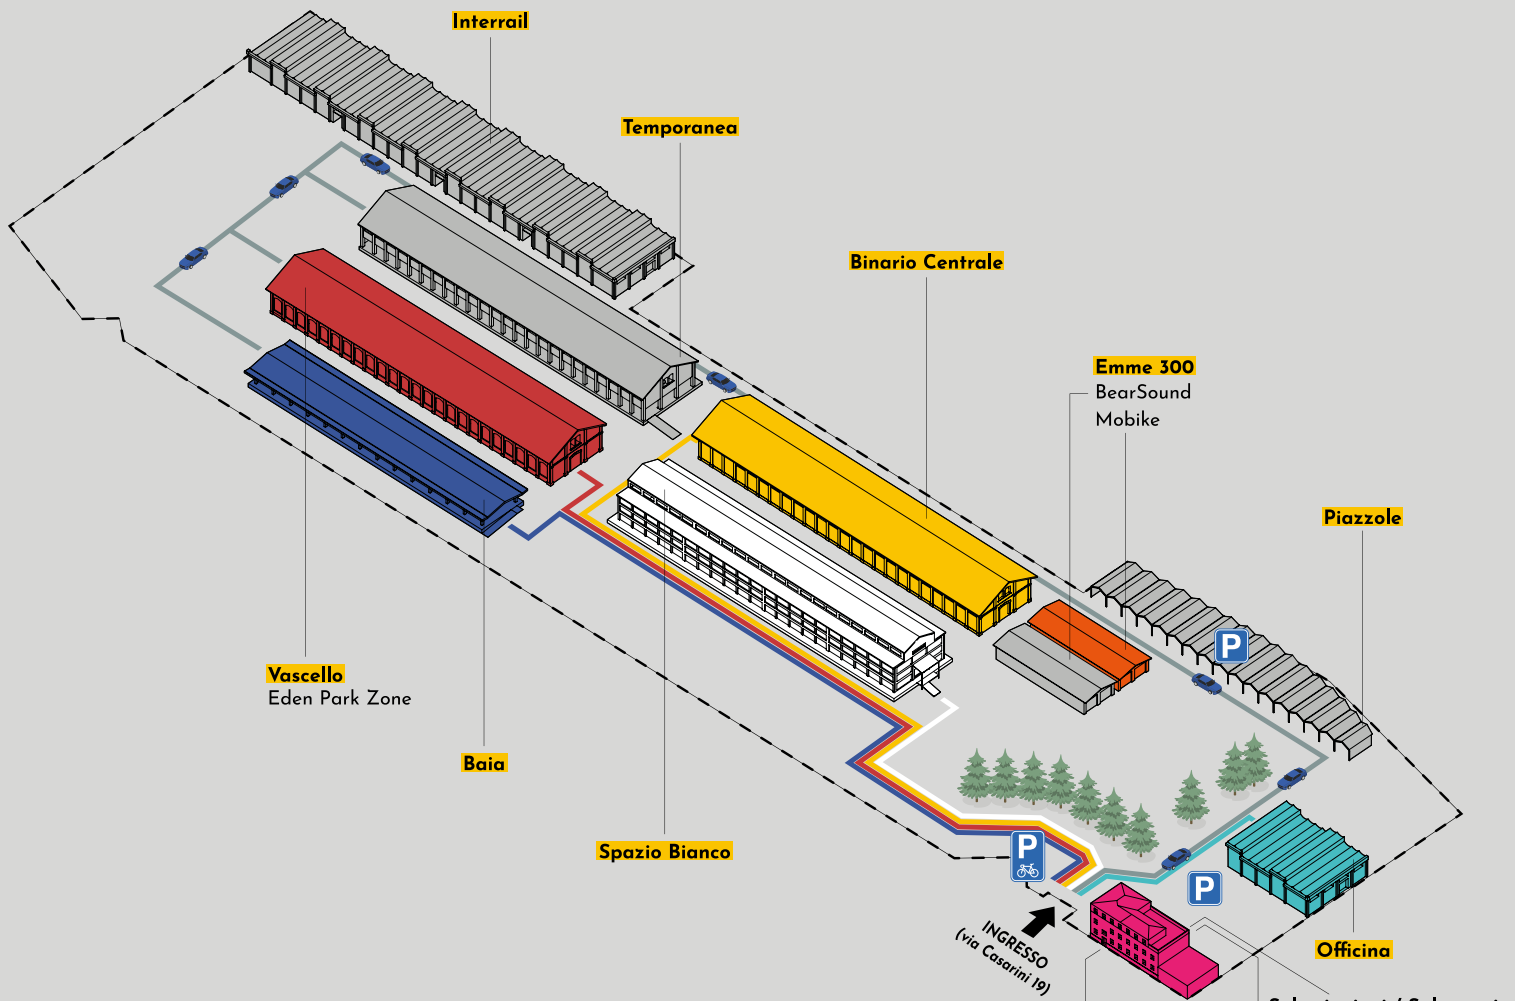 Interrail
Temporanea
Binario Centrale
Emme 300
BearSound
Mobike
Piazzole
P
Vascello
Eden Park Zone
Baia
Spazio Bianco
P
P
INGRESSO
(via Casarini 19)
Officina